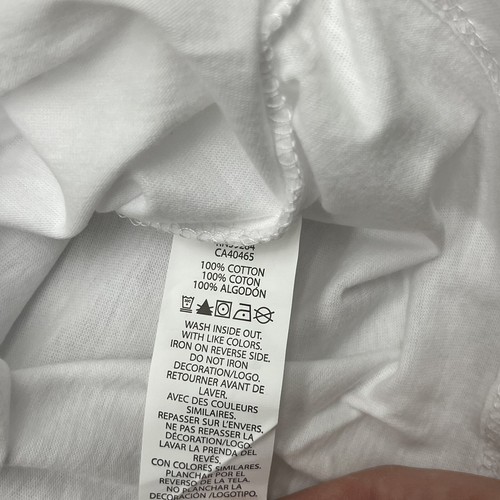 CA40465
100% COTTON
100% COTON
100% ALGODÓN
WASH INSIDE OUT.
WITH LIKE COLORS.
IRON ON REVERSE SIDE.
DO NOT IRON
DECORATION/LOGO.
RETOURNER AVANT DE
LAVER.
AVEC DES COULEURS
SIMILAIRES.
REPASSER SUR L'ENVERS.
NE PAS REPASSER LA
DÉCORATION/LOGO.
LAVAR LA PRENDA DEL
REVÉS.
CON COLORES SIMILARES.
PLANCHAR POR EL
REVERSO DE LA TELA.
NO PLANCHAR LA
DECORACIÓN/LOGOTIPO.